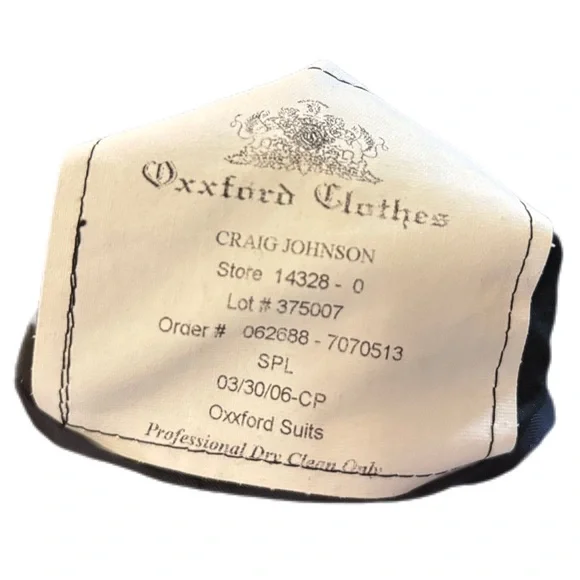 Oxxford Clothes
CRAIG JOHNSON
Store 14328 - 0
Lot # 375007
Order # 062688 - 7070513
SPL
03/30/06-CP
Oxxford Suits
Professional Dry Clean Only